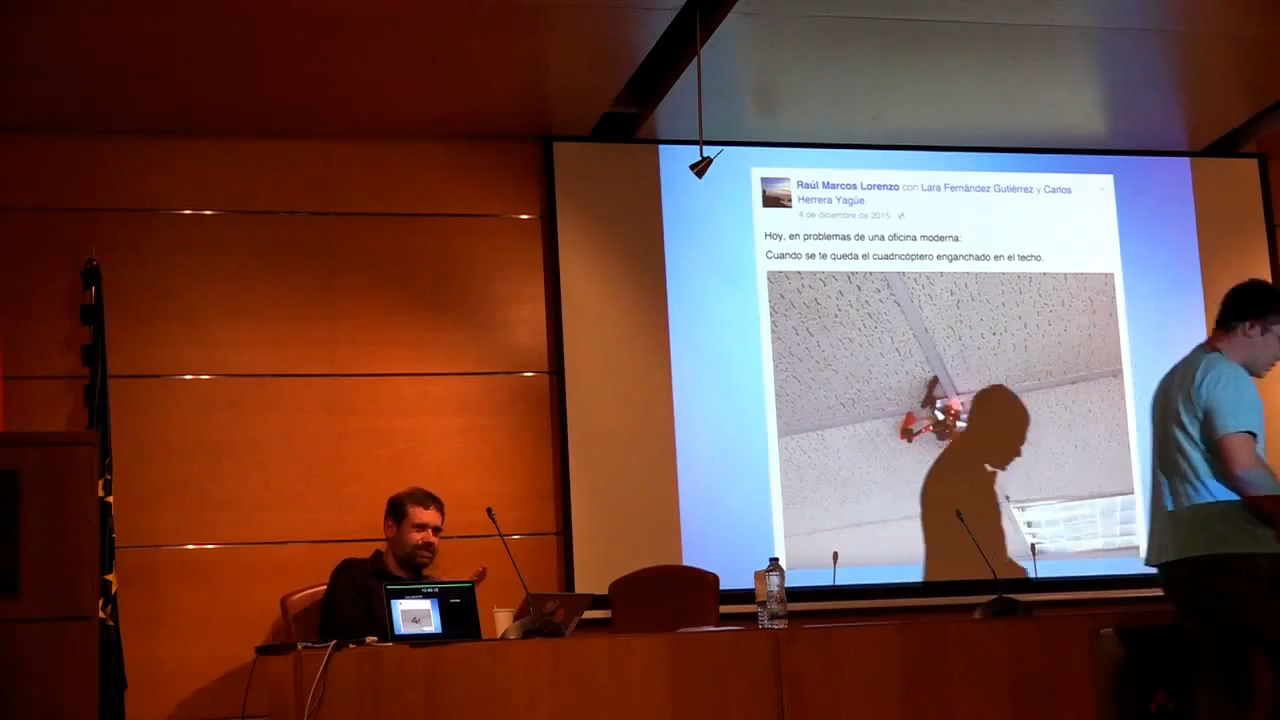 Raúl Marcos Lorenzo con Lara Fernández Gutiérrez y Carlos
Herrera Yagüe.
4 de diciembre de 2015
Hoy, en problemas de una oficina moderna:
Cuando se te queda el cuadricóptero enganchado en el techo.